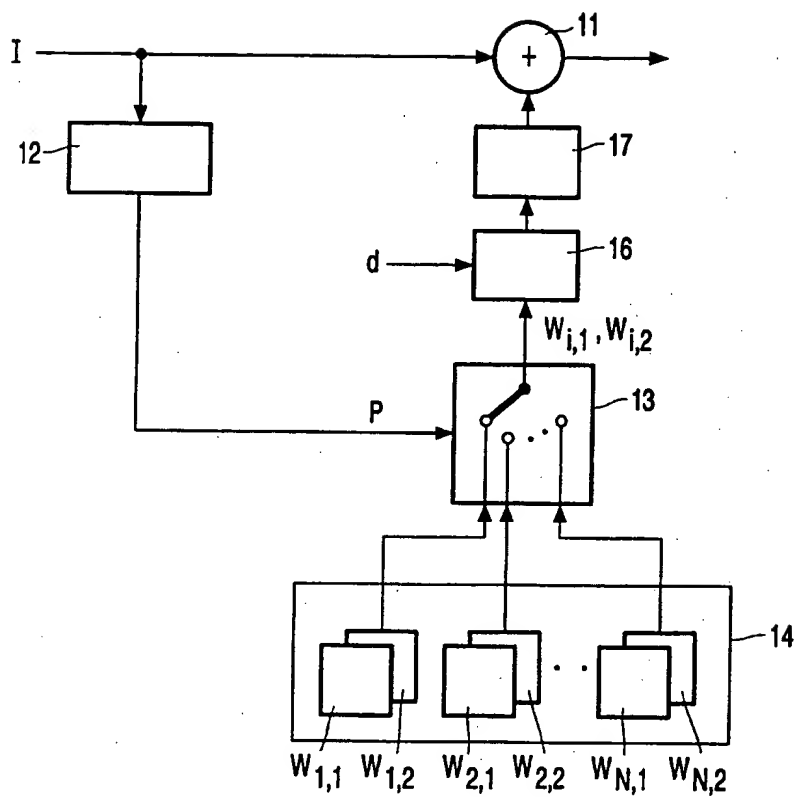 11
I
+
12
17
d
16
W_{i,1}, W_{i,2}
P
13
14
W_{1,1} W_{1,2} W_{2,1} W_{2,2} W_{N,1} W_{N,2}